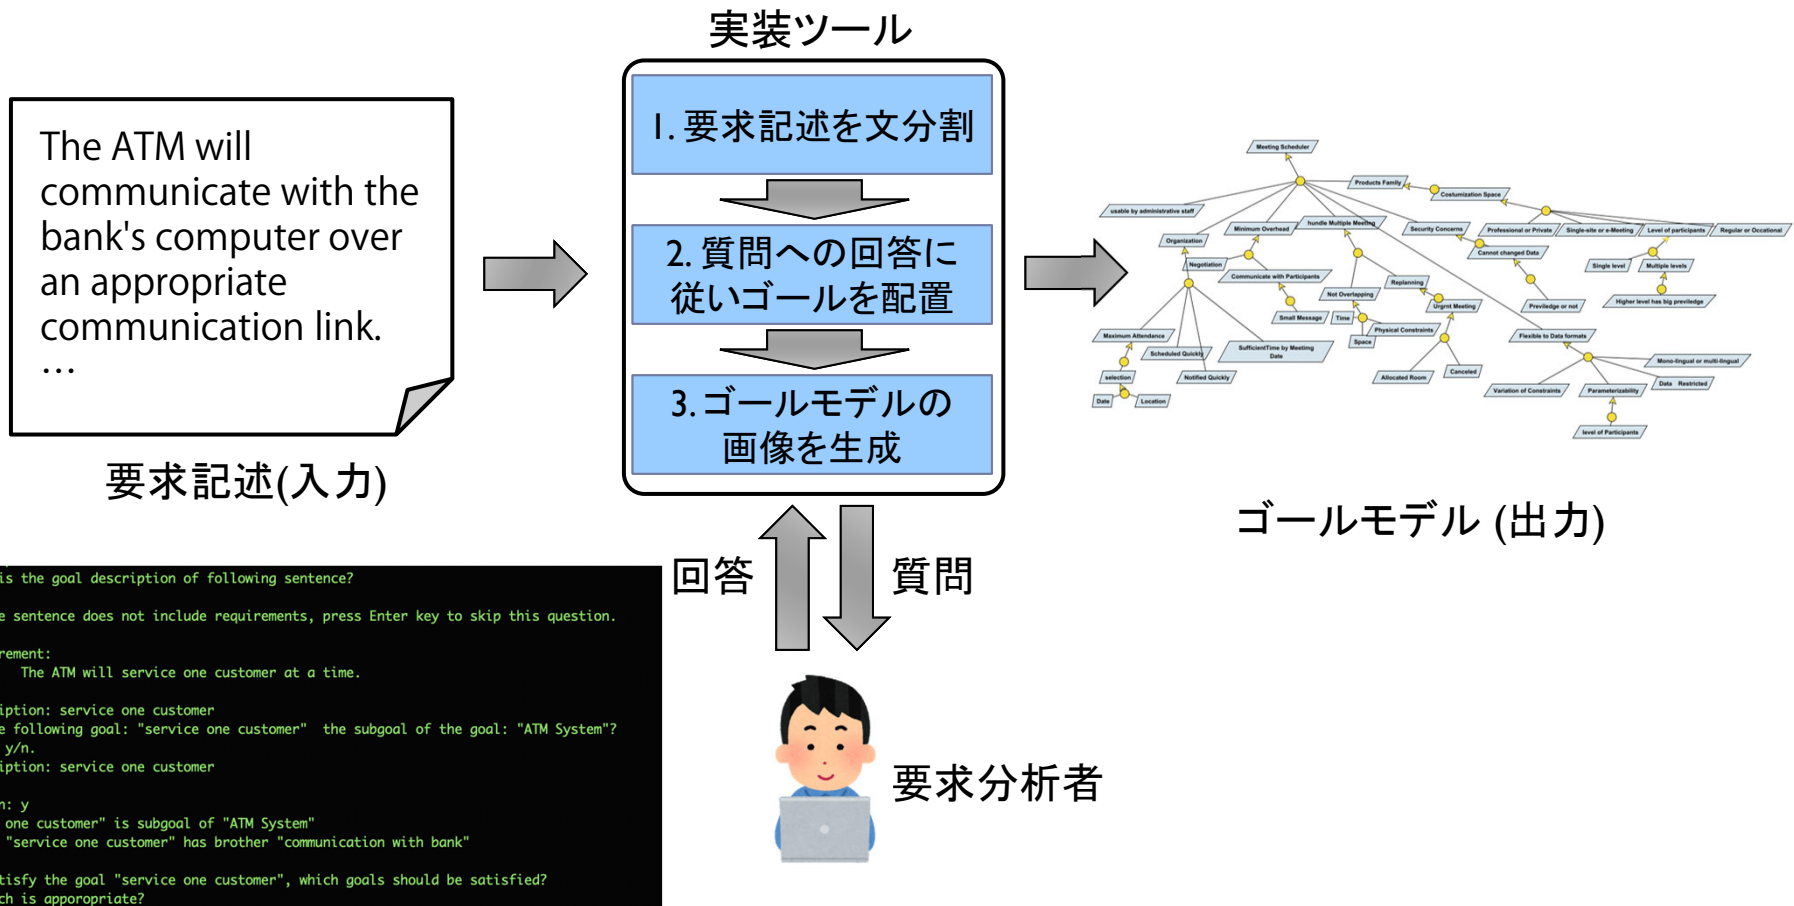 実装ツール
The ATM will
communicate with the
bank's computer over
an appropriate
communication link.
…
要求記述(入力)
1. 要求記述を文分割
2. 質問への回答に
従いゴールを配置
3. ゴールモデルの
画像を生成
回答
質問
要求分析者
Meeting Scheduler
Products Family
Costumization Space
usable by administrative staff
Organization
Minimum Overhead
hundle Multiple Meeting
Security Concerns
Professional or Private
Single-site or e-Meeting
Level of participants
Regular or Occational
Negotiation
Communicate with Participants
Cannot changed Data
Single level
Multiple levels
Replanning
Not Overlapping
Urgrnt Meeting
Previledge or not
Higher level has big previledge
Small Message
Time
Physical Constraints
Space
Maximum Attendance
Scheduled Quickly
SufficientTime by Meetimg
Date
Flexible to Data formats
Mono-lingual or multi-lingual
selection
Notified Quickly
Allocated Room
Canceled
Variation of Constraints
Parameterizability
Data Restricted
Date
Location
level of Participants
ゴールモデル (出力)
is the goal description of following sentence?
e sentence does not include requirements, press Enter key to skip this question.
rement:
The ATM will service one customer at a time.
iption: service one customer
e following goal: "service one customer"  the subgoal of the goal: "ATM System"?
y/n.
iption: service one customer
n: y
one customer" is subgoal of "ATM System"
"service one customer" has brother "communication with bank"
tisfy the goal "service one customer", which goals should be satisfied?
ch is apporopriate?